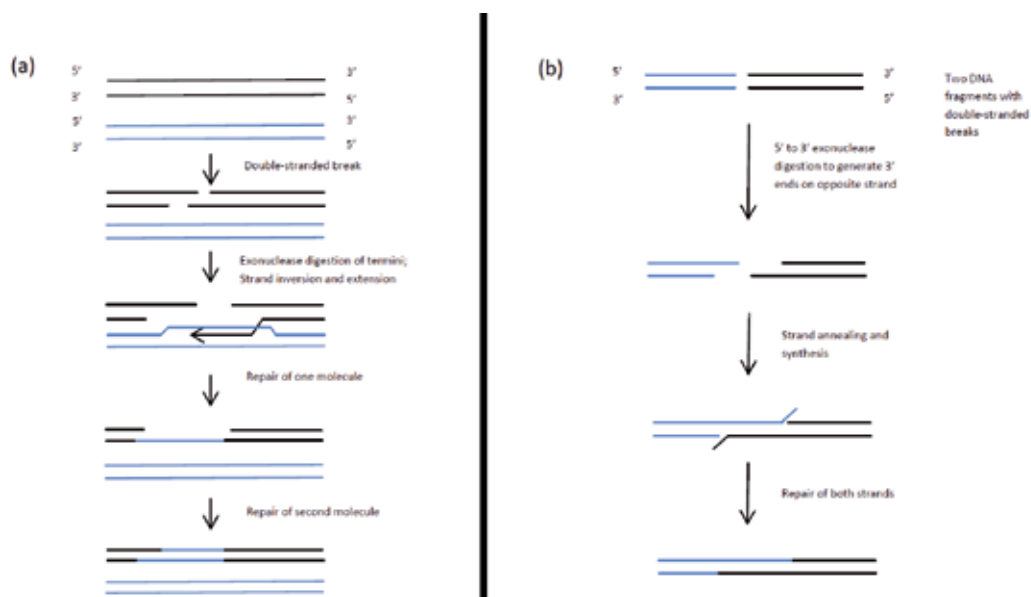 (a)
5' 3'
3' 5'
5' 3'
3' 5'
Double-stranded break
Exonuclease digestion of termini;
Strand inversion and extension
Repair of one molecule
Repair of second molecule
(b)
5' 3'
3' 5'
Two DNA
fragments with
double-stranded
breaks
5' to 3' exonuclease
digestion to generate 3'
ends on opposite strand
Strand annealing and
synthesis
Repair of both strands